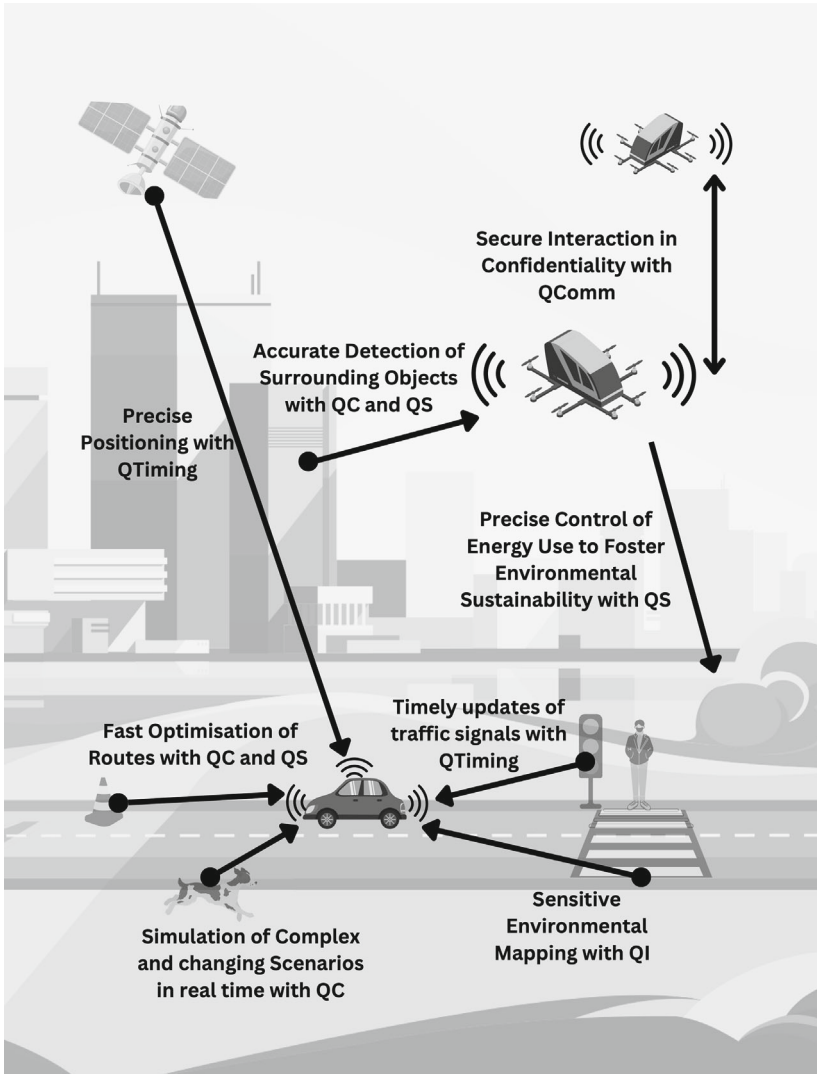 Secure Interaction in
Confidentiality with
QComm
Accurate Detection of
Surrounding Objects
with QC and QS
Precise
Positioning with
QTiming
Precise Control of
Energy Use to Foster
Environmental
Sustainability with QS
Timely updates of
traffic signals with
QTiming
Fast Optimisation of
Routes with QC and QS
Sensitive
Environmental
Mapping with QI
Simulation of Complex
and changing Scenarios
in real time with QC